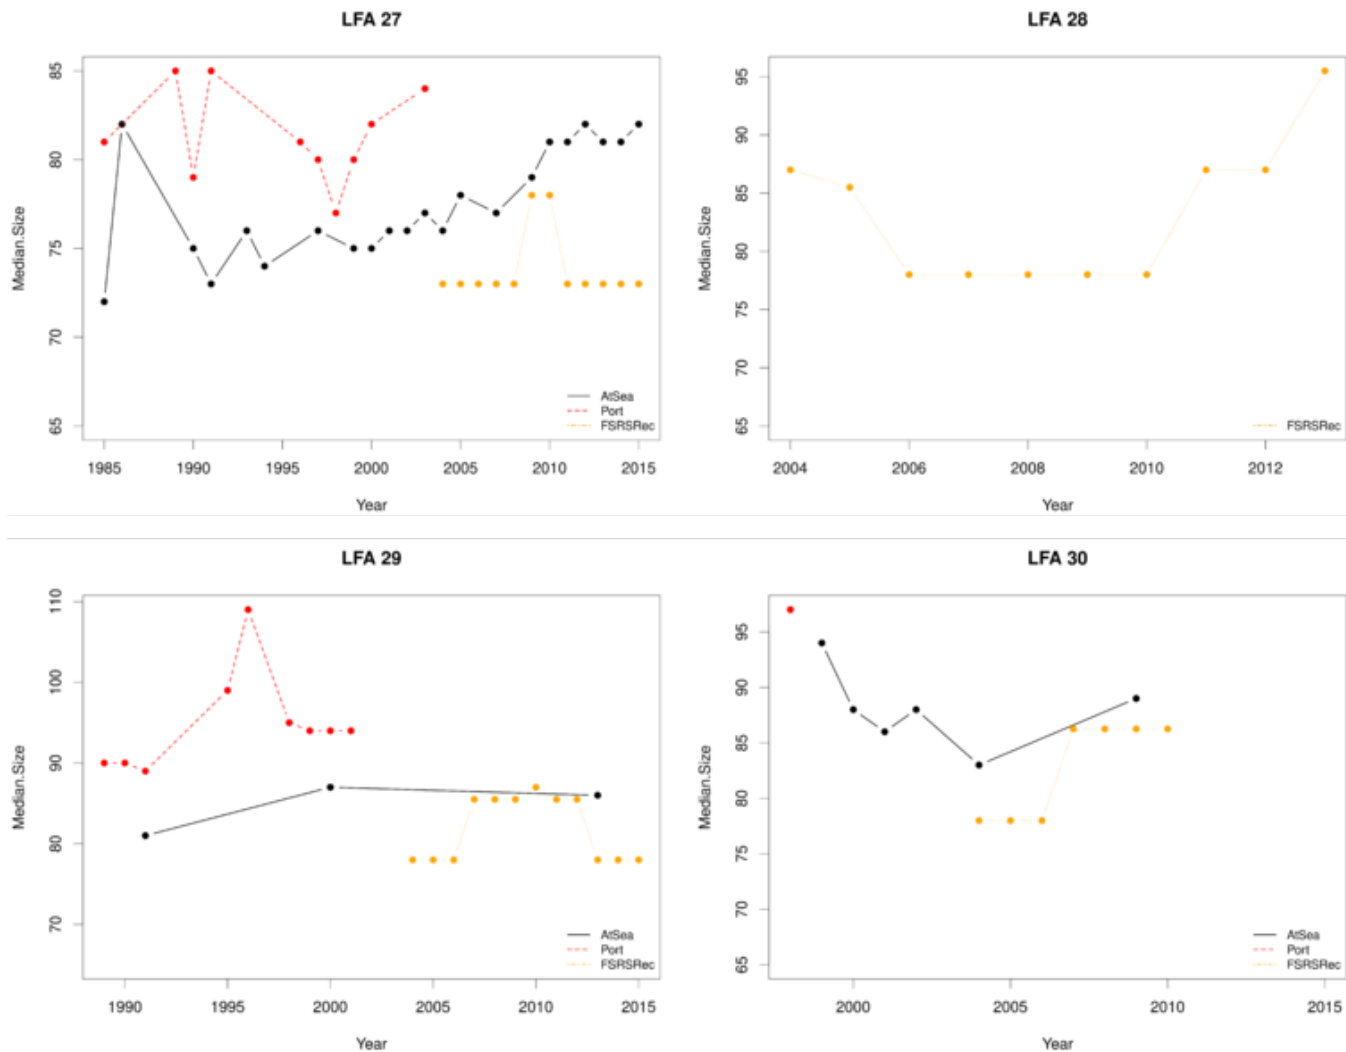 LFA 27
Median.Size
85
80
75
70
65
AtSea
Port
FSRSRec
1985 1990 1995 2000 2005 2010 2015
Year
LFA 28
Median.Size
95
90
85
80
75
70
65
FSRSRec
2004 2006 2008 2010 2012
Year
LFA 29
Median.Size
110
100
90
80
70
AtSea
Port
FSRSRec
1990 1995 2000 2005 2010 2015
Year
LFA 30
Median.Size
95
90
85
80
75
70
65
AtSea
Port
FSRSRec
2000 2005 2010 2015
Year